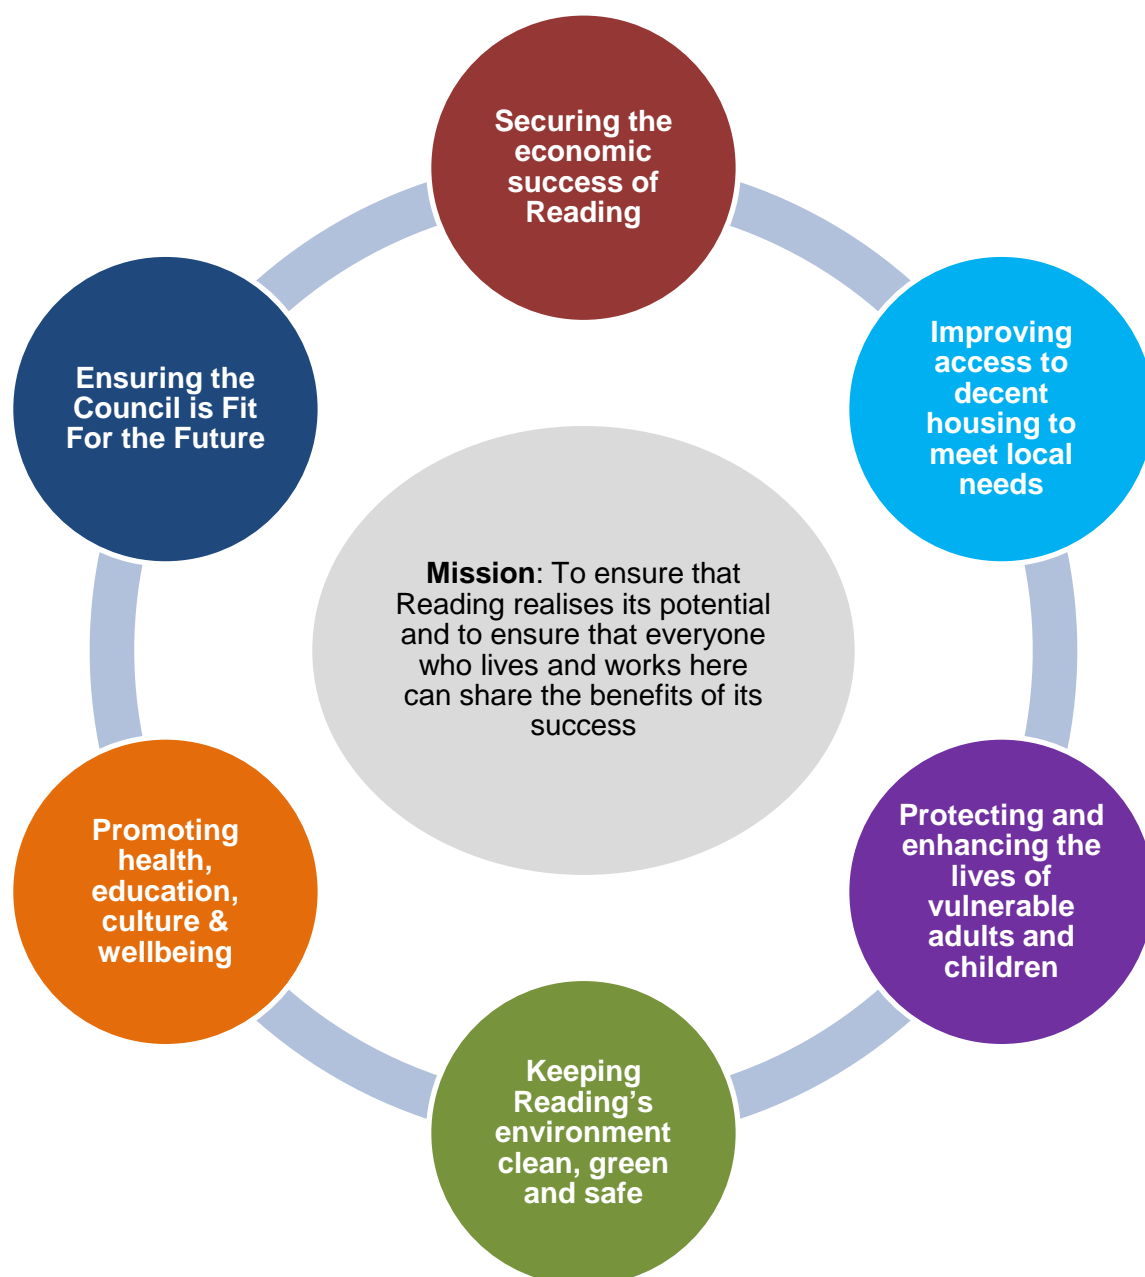 Securing the
economic
success of
Reading
Improving
access to
decent
housing to
meet local
needs
Protecting and
enhancing the
lives of
vulnerable
adults and
children
Keeping
Reading’s
environment
clean, green
and safe
Promoting
health,
education,
culture &
wellbeing
Ensuring the
Council is Fit
For the Future
Mission: To ensure that
Reading realises its potential
and to ensure that everyone
who lives and works here
can share the benefits of its
success